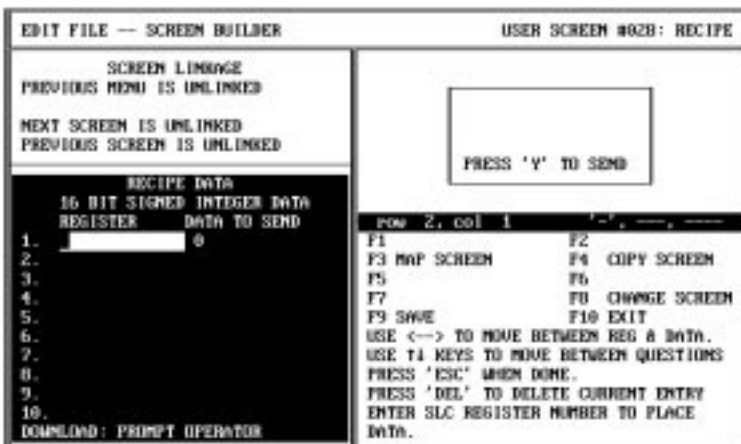 EDIT FILE -- SCREEN BUILDER USER SCREEN #028: RECIPE
SCREEN LINKAGE
PREVIOUS MENU IS UNLINKED
NEXT SCREEN IS UNLINKED
PREVIOUS SCREEN IS UNLINKED
RECIPE DATA
16 BIT SIGNED INTEGER DATA
REGISTER DATA TO SEND
1. 0
2.
3.
4.
5.
6.
7.
8.
9.
10.
DOWNLOAD: PROMPT OPERATOR
PRESS 'Y' TO SEND
row 2, col 1 '-', ---, ----
F1 F2
F3 MAP SCREEN F4 COPY SCREEN
F5 F6
F7 F8 CHANGE SCREEN
F9 SAVE F10 EXIT
USE <--> TO MOVE BETWEEN REG & DATA.
USE ↑↓ KEYS TO MOVE BETWEEN QUESTIONS
PRESS 'ESC' WHEN DONE.
PRESS 'DEL' TO DELETE CURRENT ENTRY
ENTER SLC REGISTER NUMBER TO PLACE
DATA.